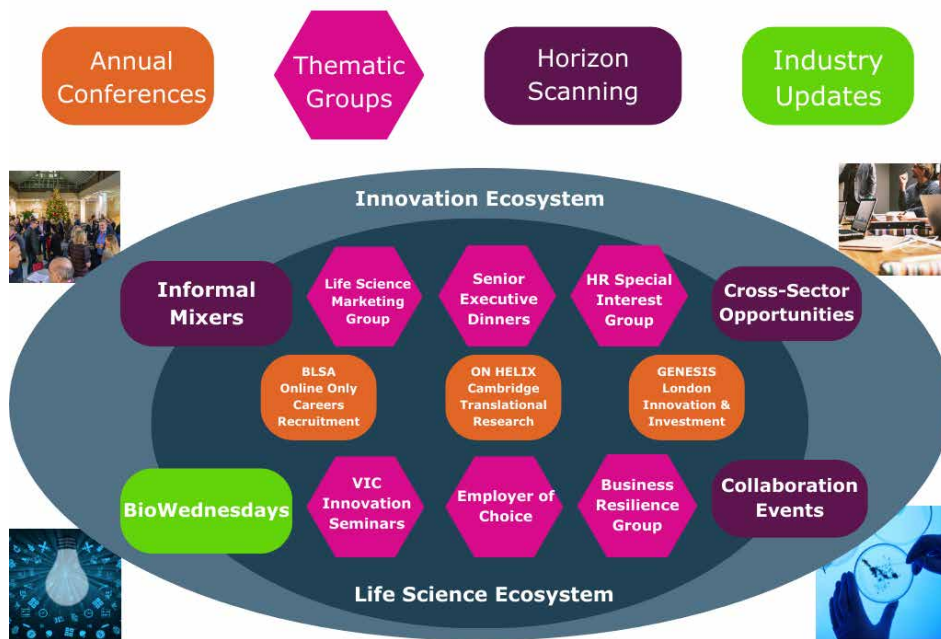 Annual
Conferences
Thematic
Groups
Horizon
Scanning
Industry
Updates
Innovation Ecosystem
Informal
Mixers
Life Science
Marketing
Group
Senior
Executive
Dinners
HR Special
Interest
Group
Cross-Sector
Opportunities
BLSA
Online Only
Careers
Recruitment
ON HELIX
Cambridge
Translational
Research
GENESIS
London
Innovation &
Investment
BioWednesdays
VIC
Innovation
Seminars
Employer of
Choice
Business
Resilience
Group
Collaboration
Events
Life Science Ecosystem